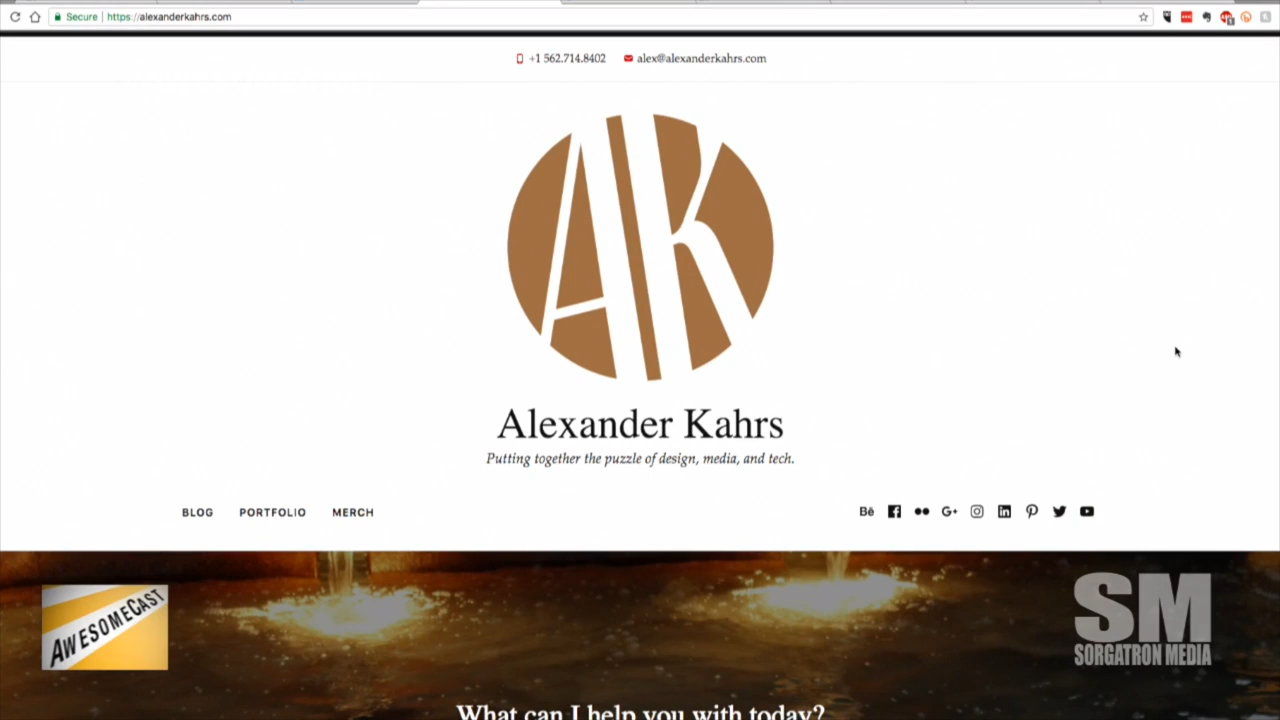 Secure | https://alexanderkahrs.com
+1 562.714.8402 alex@alexanderkahrs.com
AK
Alexander Kahrs
Putting together the puzzle of design, media, and tech.
BLOG PORTFOLIO MERCH
Bē G+
AWESOMECAST
SM
SORGATRON MEDIA
What can I help you with today?